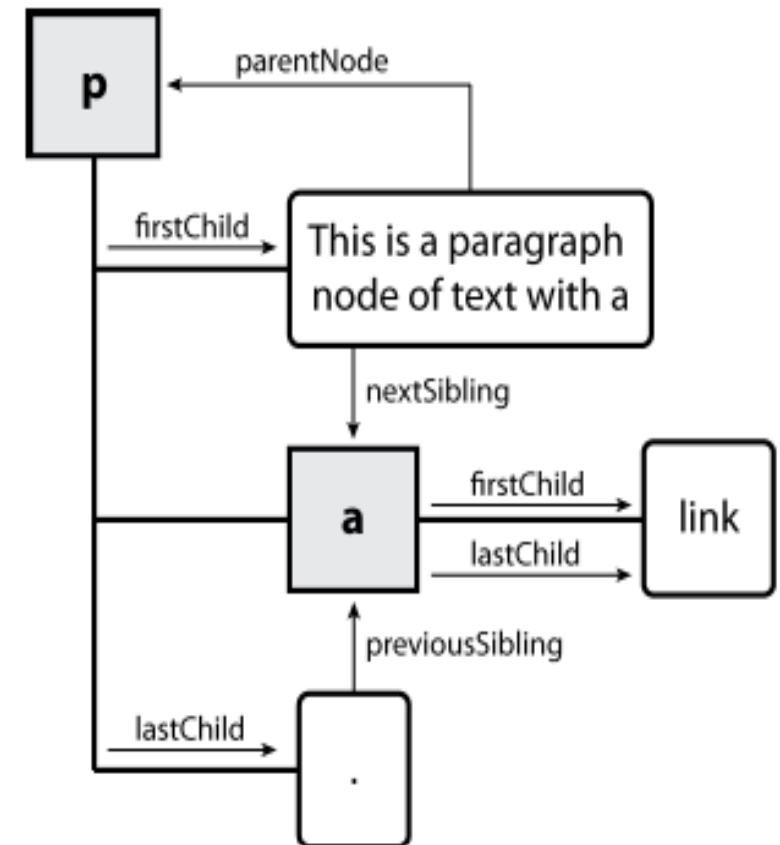 p
parentNode
firstChild
This is a paragraph
node of text with a
nextSibling
a
firstChild
link
lastChild
previousSibling
lastChild
.